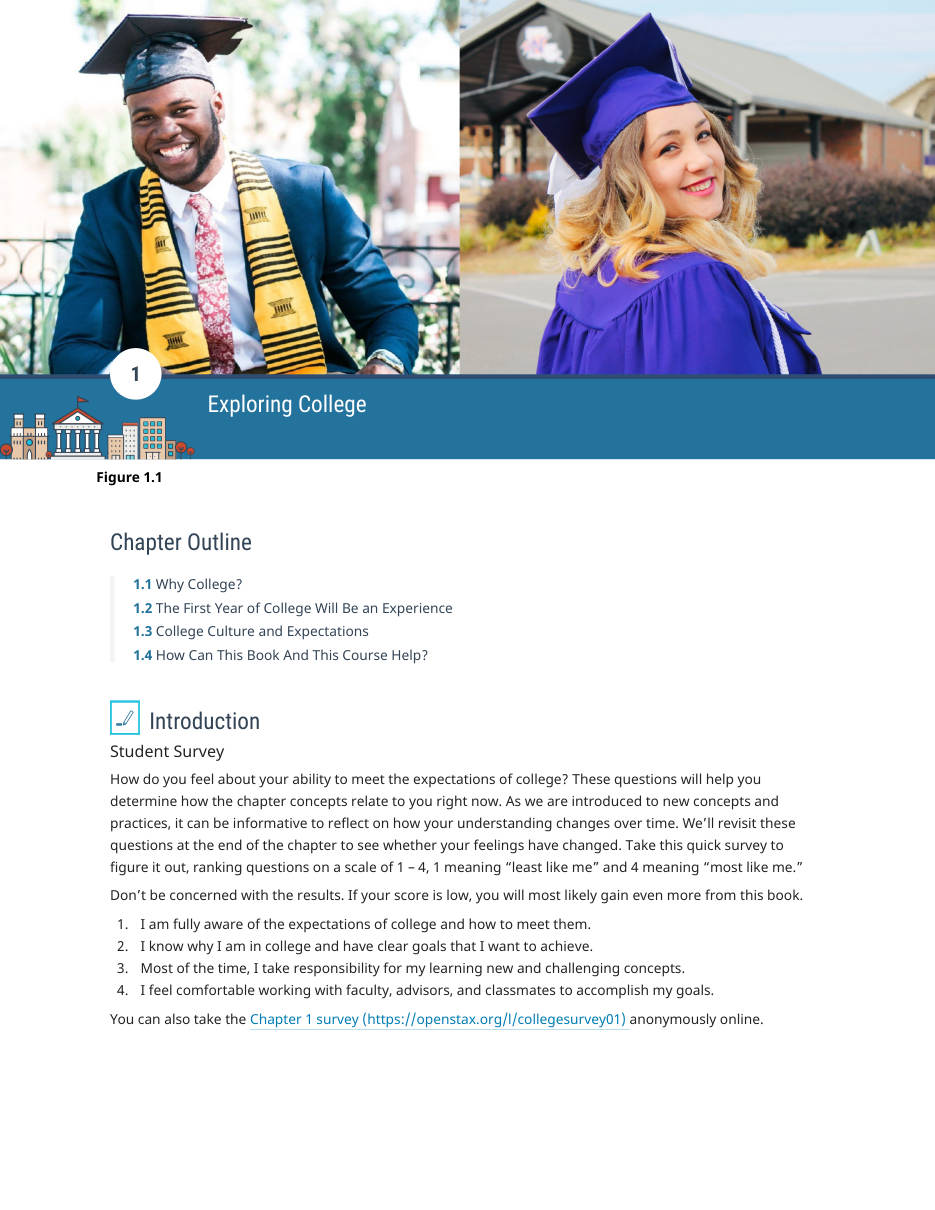 1
Exploring College
Figure 1.1
Chapter Outline
1.1 Why College?
1.2 The First Year of College Will Be an Experience
1.3 College Culture and Expectations
1.4 How Can This Book And This Course Help?
Introduction
Student Survey
How do you feel about your ability to meet the expectations of college? These questions will help you
determine how the chapter concepts relate to you right now. As we are introduced to new concepts and
practices, it can be informative to reflect on how your understanding changes over time. We’ll revisit these
questions at the end of the chapter to see whether your feelings have changed. Take this quick survey to
figure it out, ranking questions on a scale of 1 – 4, 1 meaning “least like me” and 4 meaning “most like me.”
Don’t be concerned with the results. If your score is low, you will most likely gain even more from this book.
1. I am fully aware of the expectations of college and how to meet them.
2. I know why I am in college and have clear goals that I want to achieve.
3. Most of the time, I take responsibility for my learning new and challenging concepts.
4. I feel comfortable working with faculty, advisors, and classmates to accomplish my goals.
You can also take the Chapter 1 survey (https://openstax.org/l/collegesurvey01) anonymously online.